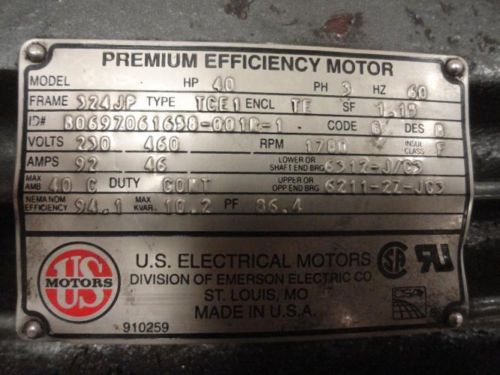 PREMIUM EFFICIENCY MOTOR
MODEL HP 40 PH 3 HZ 60
FRAME 324JP TYPE TCE1 ENCL TE SF 1.15
ID# B0697061658-001R-1 CODE G DES B
VOLTS 230 460 RPM 1780 INSUL CLASS F
AMPS 92 46 LOWER OR SHAFT END BRG 6312-J/C3
MAX AMB 40 C DUTY CONT UPPER OR OPP END BRG 6211-2Z-J/C3
NEMA NOM EFFICIENCY 94.1 MAX KVAR 10.2 PF 86.4
US
MOTORS
U.S. ELECTRICAL MOTORS
DIVISION OF EMERSON ELECTRIC CO
ST. LOUIS, MO
MADE IN U.S.A.
910259